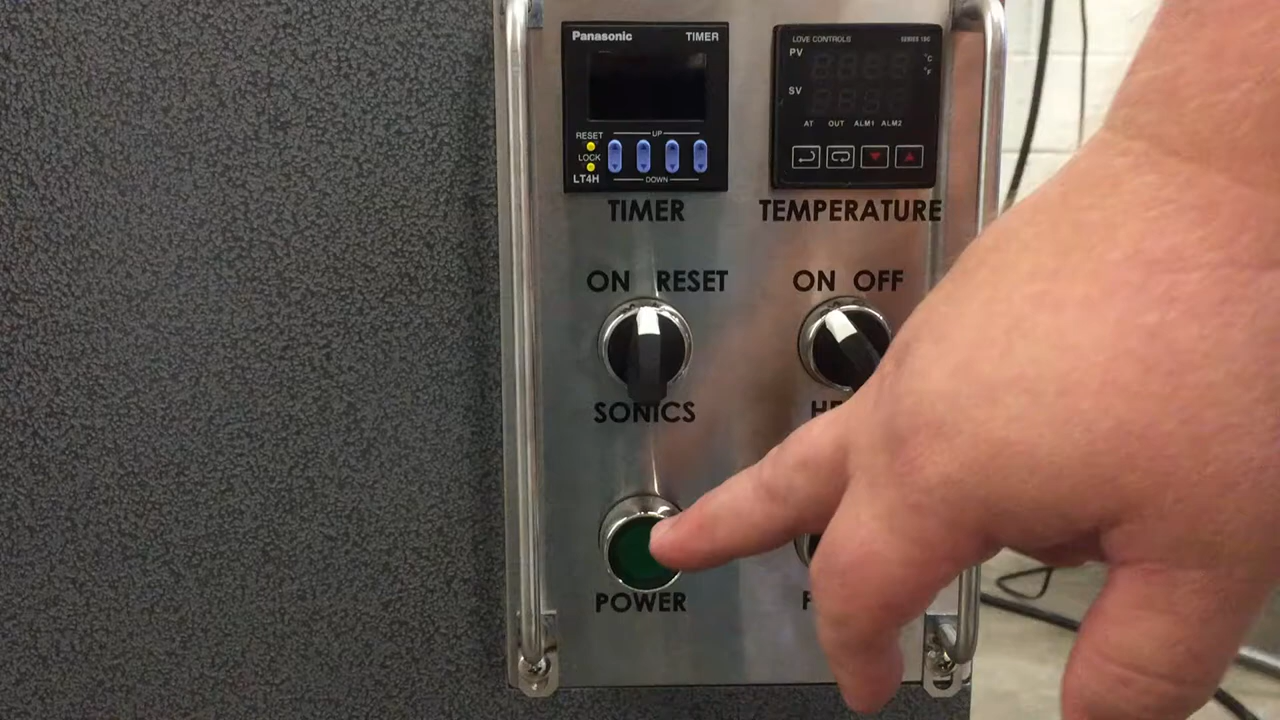 Panasonic TIMER
RESET
UP
LOCK
LT4H
DOWN
LOVE CONTROLS
PV
°C
°F
SV
AT OUT ALM1 ALM2
TIMER
TEMPERATURE
ON RESET
ON OFF
SONICS
POWER